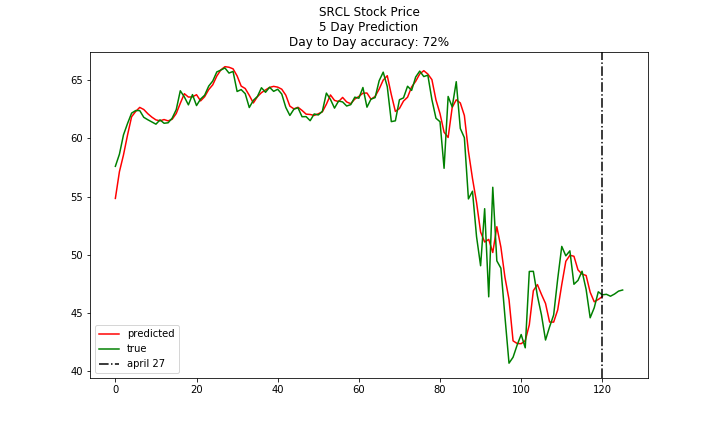 SRCL Stock Price
5 Day Prediction
Day to Day accuracy: 72%
65
60
55
50
45
40
predicted
true
april 27
0 20 40 60 80 100 120